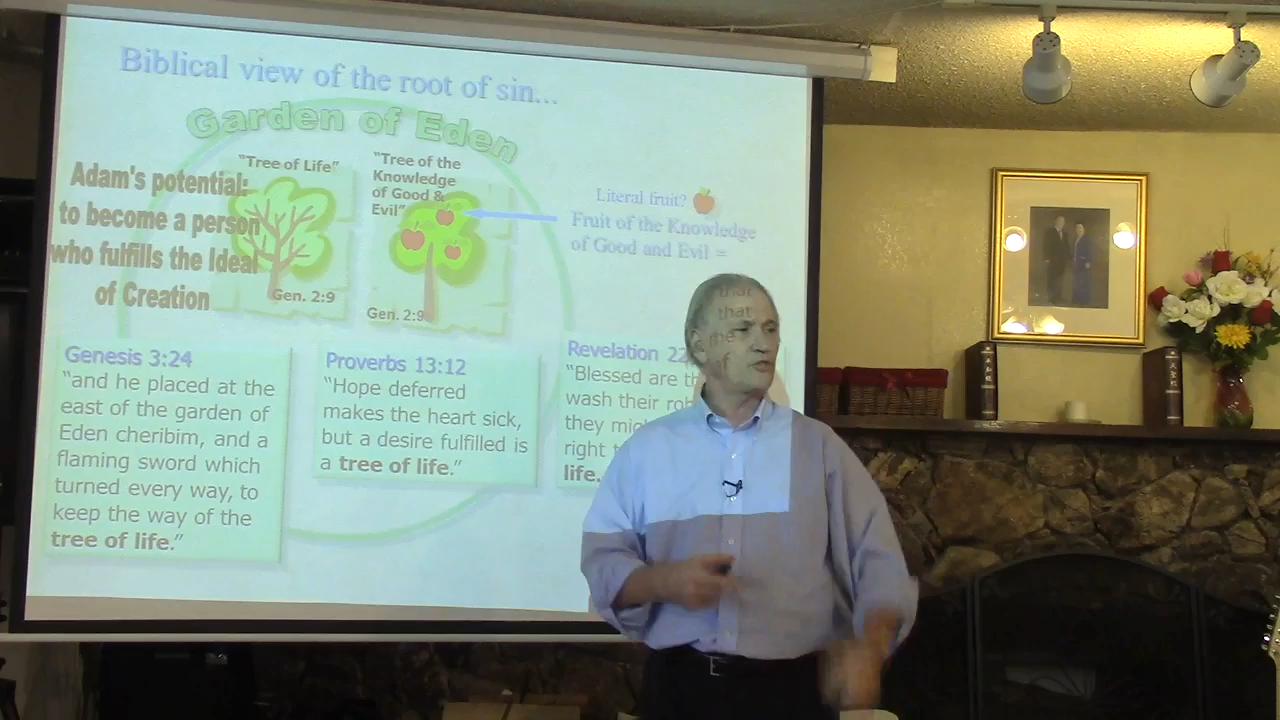 Biblical view of the root of sin...
Garden of Eden
Adam's potential:
to become a person
who fulfills the Ideal
of Creation
"Tree of Life"
Gen. 2:9
"Tree of the
Knowledge
of Good &
Evil"
Gen. 2:9
Literal fruit?
Fruit of the Knowledge
of Good and Evil =
Genesis 3:24
"and he placed at the
east of the garden of
Eden cheribim, and a
flaming sword which
turned every way, to
keep the way of the
tree of life."
Proverbs 13:12
"Hope deferred
makes the heart sick,
but a desire fulfilled is
a tree of life."
Revelation 22
"Blessed are
wash their
they
right
life.
that
that
the
of